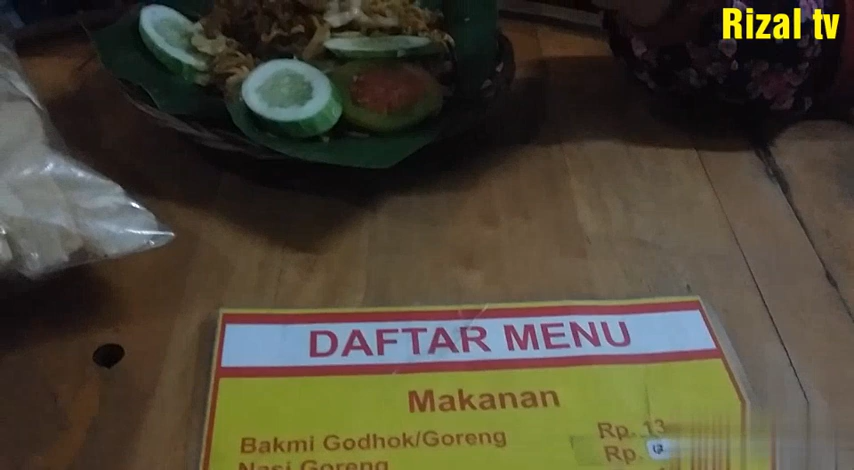 Rizal tv
DAFTAR MENU
Makanan
Bakmi Godhok/Goreng Rp. 13
Nasi Goreng Rp.